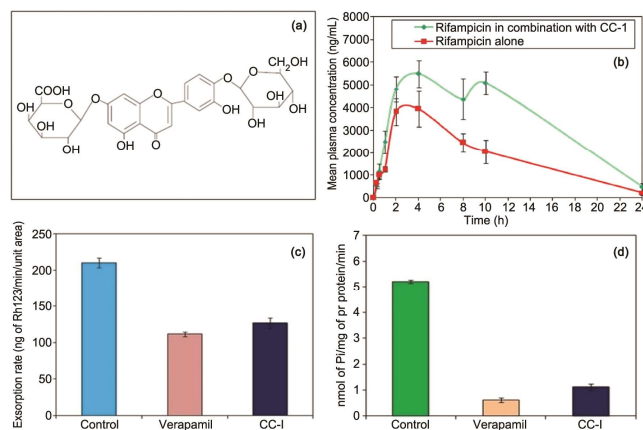 (a)
CH2OH
COOH
O
O
O
O
O
OH
OH
OH
OH
OH
OH
OH
OH
O
OH
Rifampicin in combination with CC-1
Rifampicin alone
(b)
Mean plasma concentration (ng/mL)
8000
7000
6000
5000
4000
3000
2000
1000
0
0 2 4 6 8 10 12 14 16 18 20 22 24
Time (h)
(c)
Exsorption rate (ng of Rh123/min/unit area)
250
200
150
100
50
0
Control Verapamil CC-I
(d)
nmol of Pi/mg of pr protein/min
7
6
5
4
3
2
1
0
Control Verapamil CC-I